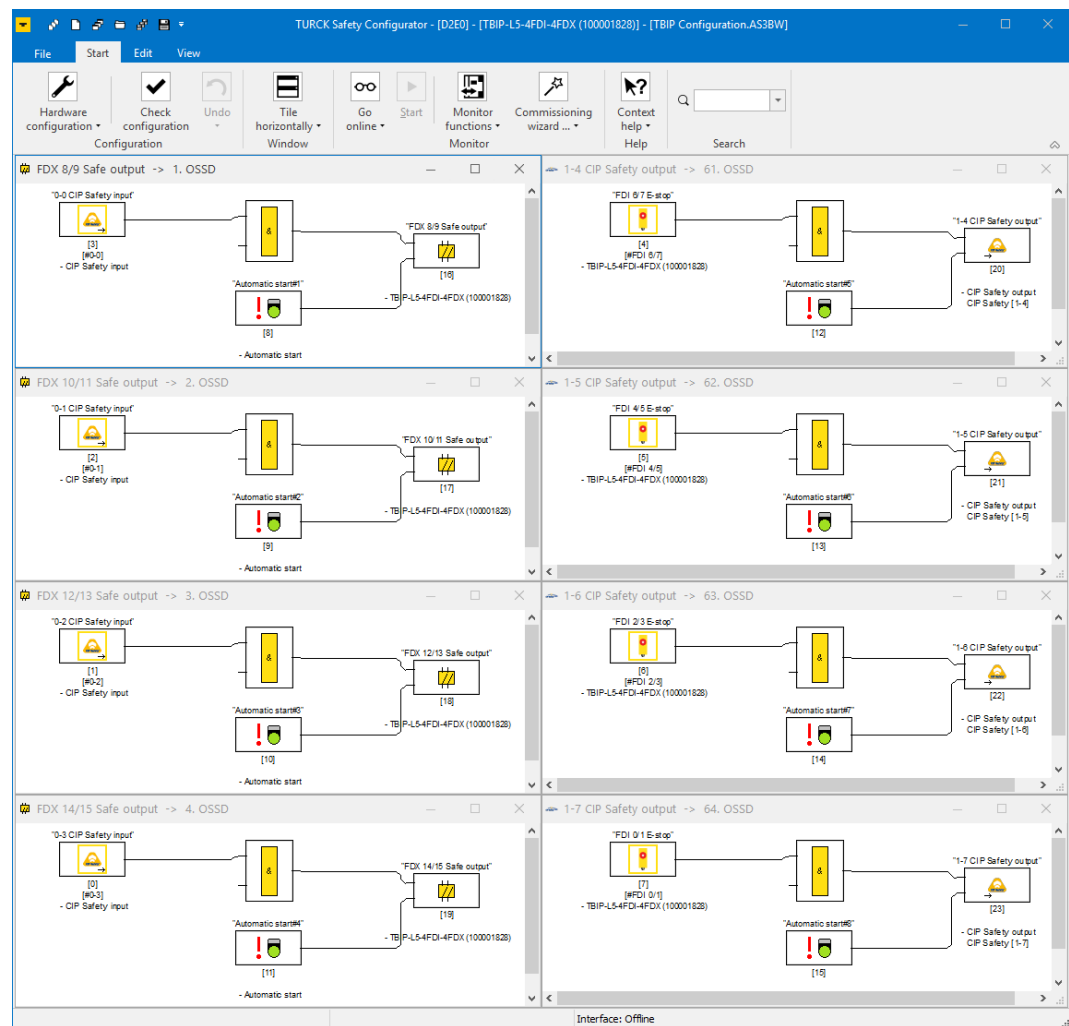 TURCK Safety Configurator - [D2E0] - [TBIP-L5-4FDI-4FDX (100001828)] - [TBIP Configuration.AS3BW]
File Start Edit View
Hardware configuration
Check configuration
Undo
Tile horizontally
Go online
Start
Monitor functions
Commissioning wizard ...
Context help
Configuration Window Monitor Help Search
FDX 8/9 Safe output -> 1. OSSD
"0-0 CIP Safety input"
[3]
[#0-0]
- CIP Safety input
&
"FDX 8/9 Safe output"
[16]
- TBIP-L5-4FDI-4FDX (100001828)
"Automatic start#1"
[8]
- Automatic start
1-4 CIP Safety output -> 61. OSSD
"FDI 6/7 E-stop"
[4]
[#FDI 6/7]
- TBIP-L5-4FDI-4FDX (100001828)
&
"1-4 CIP Safety output"
[20]
- CIP Safety output
CIP Safety [1-4]
"Automatic start#5"
[12]
FDX 10/11 Safe output -> 2. OSSD
"0-1 CIP Safety input"
[2]
[#0-1]
- CIP Safety input
&
"FDX 10/11 Safe output"
[17]
- TBIP-L5-4FDI-4FDX (100001828)
"Automatic start#2"
[9]
- Automatic start
1-5 CIP Safety output -> 62. OSSD
"FDI 4/5 E-stop"
[5]
[#FDI 4/5]
- TBIP-L5-4FDI-4FDX (100001828)
&
"1-5 CIP Safety output"
[21]
- CIP Safety output
CIP Safety [1-5]
"Automatic start#6"
[13]
FDX 12/13 Safe output -> 3. OSSD
"0-2 CIP Safety input"
[1]
[#0-2]
- CIP Safety input
&
"FDX 12/13 Safe output"
[18]
- TBIP-L5-4FDI-4FDX (100001828)
"Automatic start#3"
[10]
- Automatic start
1-6 CIP Safety output -> 63. OSSD
"FDI 2/3 E-stop"
[6]
[#FDI 2/3]
- TBIP-L5-4FDI-4FDX (100001828)
&
"1-6 CIP Safety output"
[22]
- CIP Safety output
CIP Safety [1-6]
"Automatic start#7"
[14]
FDX 14/15 Safe output -> 4. OSSD
"0-3 CIP Safety input"
[0]
[#0-3]
- CIP Safety input
&
"FDX 14/15 Safe output"
[19]
- TBIP-L5-4FDI-4FDX (100001828)
"Automatic start#4"
[11]
- Automatic start
1-7 CIP Safety output -> 64. OSSD
"FDI 0/1 E-stop"
[7]
[#FDI 0/1]
- TBIP-L5-4FDI-4FDX (100001828)
&
"1-7 CIP Safety output"
[23]
- CIP Safety output
CIP Safety [1-7]
"Automatic start#8"
[15]
Interface: Offline